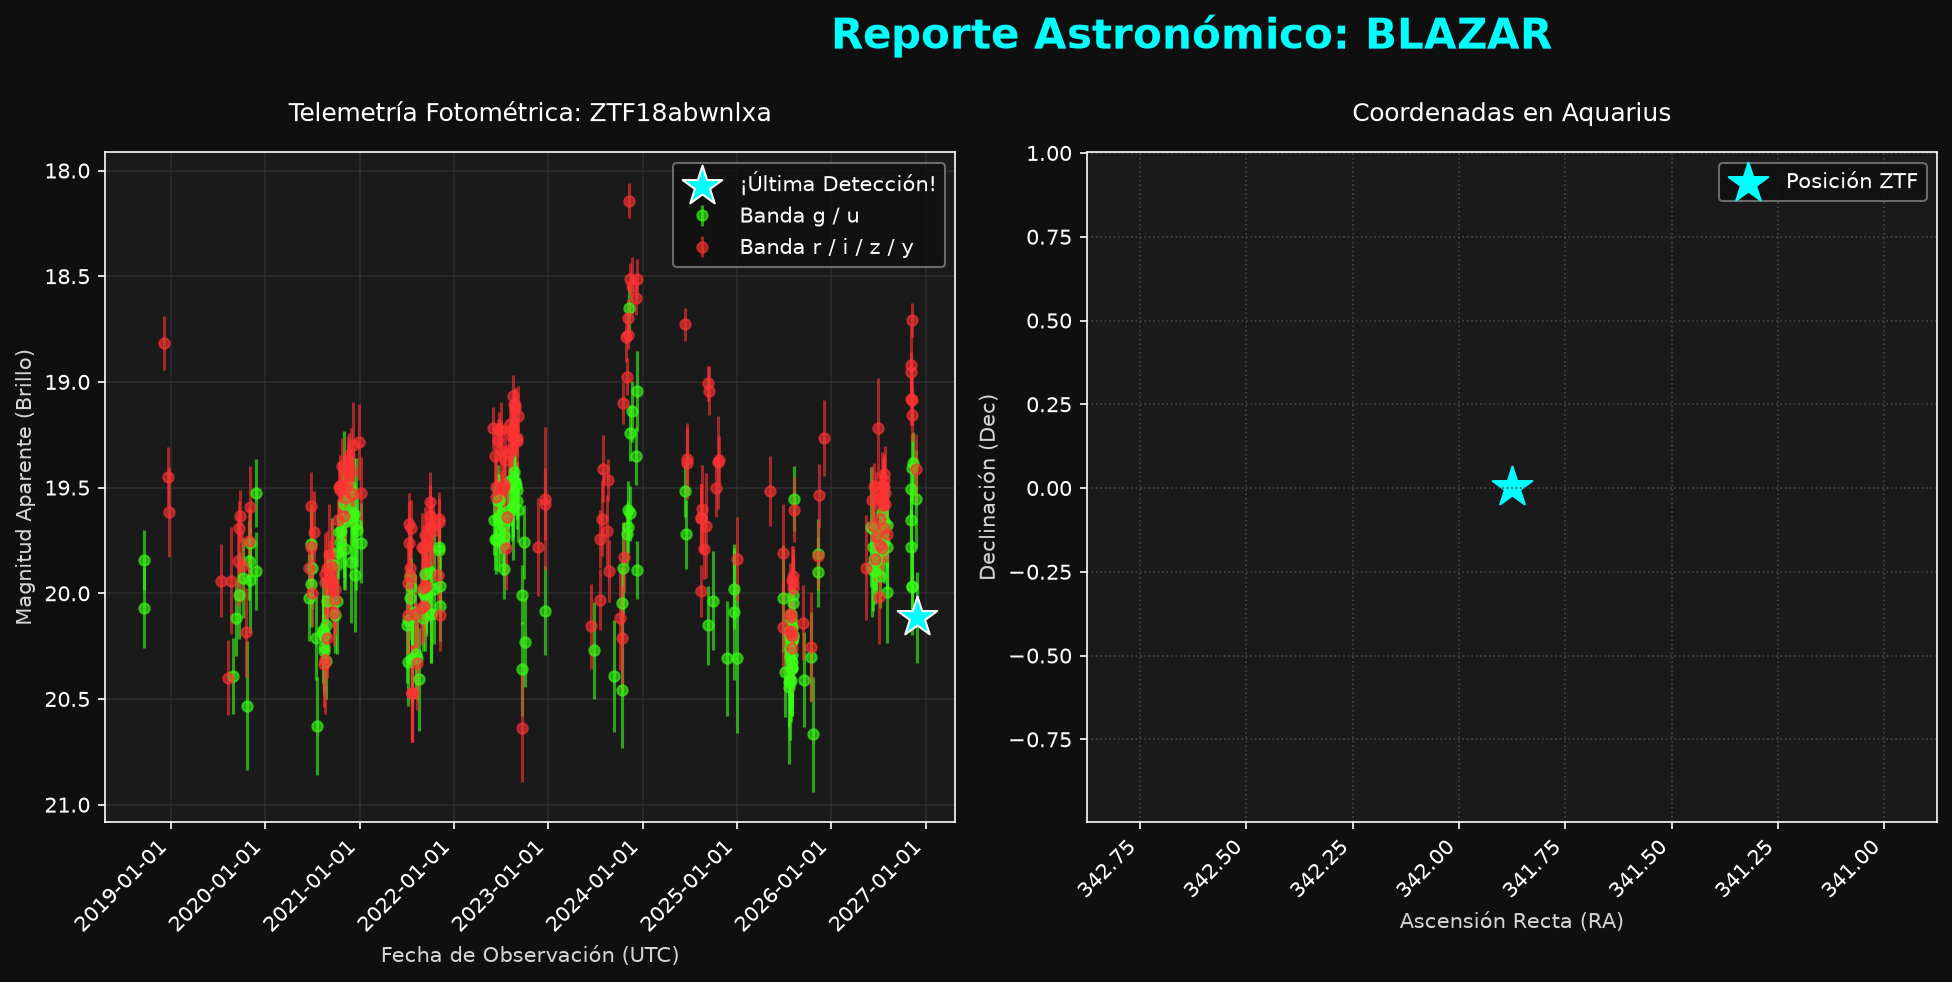 Reporte Astronómico: BLAZAR
Telemetría Fotométrica: ZTF18abwnlxa
Magnitud Aparente (Brillo)
18.0
18.5
19.0
19.5
20.0
20.5
21.0
¡Última Detección!
Banda g / u
Banda r / i / z / y
2019-01-01
2020-01-01
2021-01-01
2022-01-01
2023-01-01
2024-01-01
2025-01-01
2026-01-01
2027-01-01
Fecha de Observación (UTC)
Coordenadas en Aquarius
Declinación (Dec)
1.00
0.75
0.50
0.25
0.00
−0.25
−0.50
−0.75
Posición ZTF
342.75
342.50
342.25
342.00
341.75
341.50
341.25
341.00
Ascensión Recta (RA)